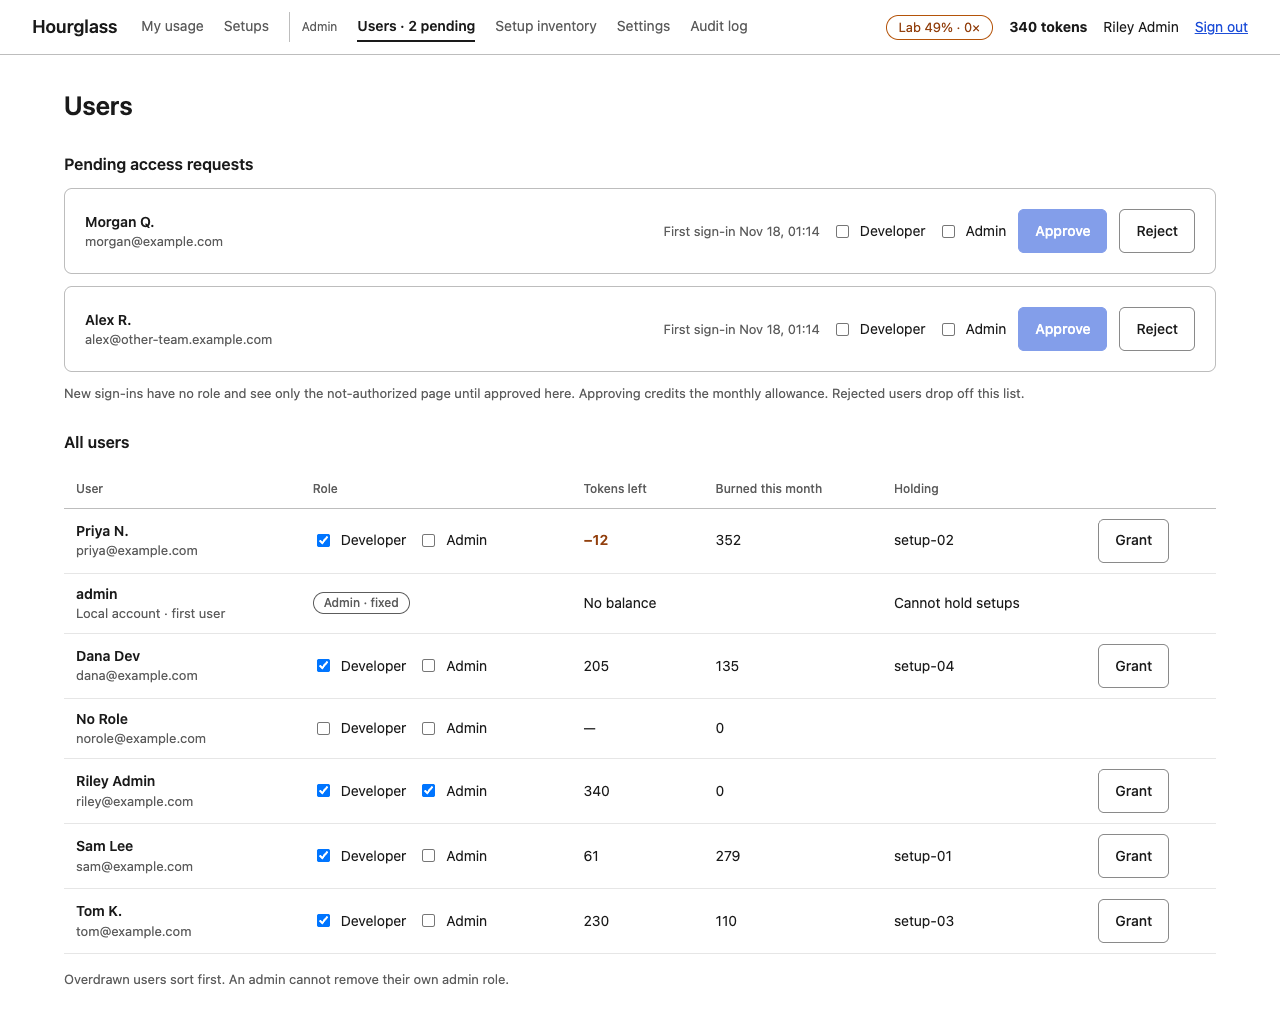 Hourglass My usage Setups Admin Users · 2 pending Setup inventory Settings Audit log Lab 49% · 0× 340 tokens Riley Admin Sign out
Users
Pending access requests
Morgan Q.
morgan@example.com
First sign-in Nov 18, 01:14 Developer Admin Approve Reject
Alex R.
alex@other-team.example.com
First sign-in Nov 18, 01:14 Developer Admin Approve Reject
New sign-ins have no role and see only the not-authorized page until approved here. Approving credits the monthly allowance. Rejected users drop off this list.
All users
User Role Tokens left Burned this month Holding
Priya N.
priya@example.com
Developer Admin −12 352 setup-02 Grant
admin
Local account · first user
Admin · fixed No balance Cannot hold setups
Dana Dev
dana@example.com
Developer Admin 205 135 setup-04 Grant
No Role
norole@example.com
Developer Admin — 0
Riley Admin
riley@example.com
Developer Admin 340 0 Grant
Sam Lee
sam@example.com
Developer Admin 61 279 setup-01 Grant
Tom K.
tom@example.com
Developer Admin 230 110 setup-03 Grant
Overdrawn users sort first. An admin cannot remove their own admin role.